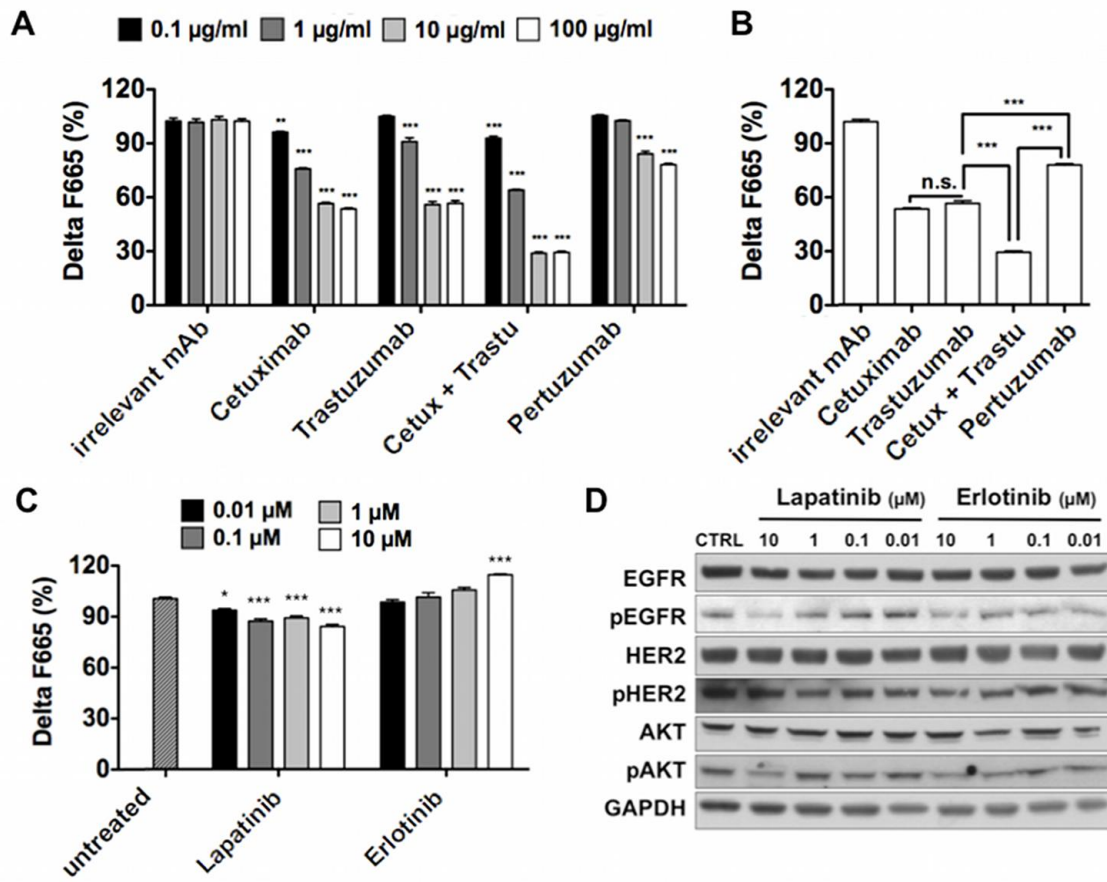 A
0.1 µg/ml 1 µg/ml 10 µg/ml 100 µg/ml
Delta F665 (%)
120
90
60
30
0
** *** *** ***
*** *** ***
*** *** *** ***
*** ***
irrelevant mAb
Cetuximab
Trastuzumab
Cetux + Trastu
Pertuzumab
B
Delta F665 (%)
120
90
60
30
0
n.s.
***
***
***
irrelevant mAb
Cetuximab
Trastuzumab
Cetux + Trastu
Pertuzumab
C
0.01 µM 1 µM
0.1 µM 10 µM
Delta F665 (%)
120
90
60
30
0
* *** *** ***
***
untreated
Lapatinib
Erlotinib
D
Lapatinib (µM) Erlotinib (µM)
CTRL 10 1 0.1 0.01 10 1 0.1 0.01
EGFR
pEGFR
HER2
pHER2
AKT
pAKT
GAPDH